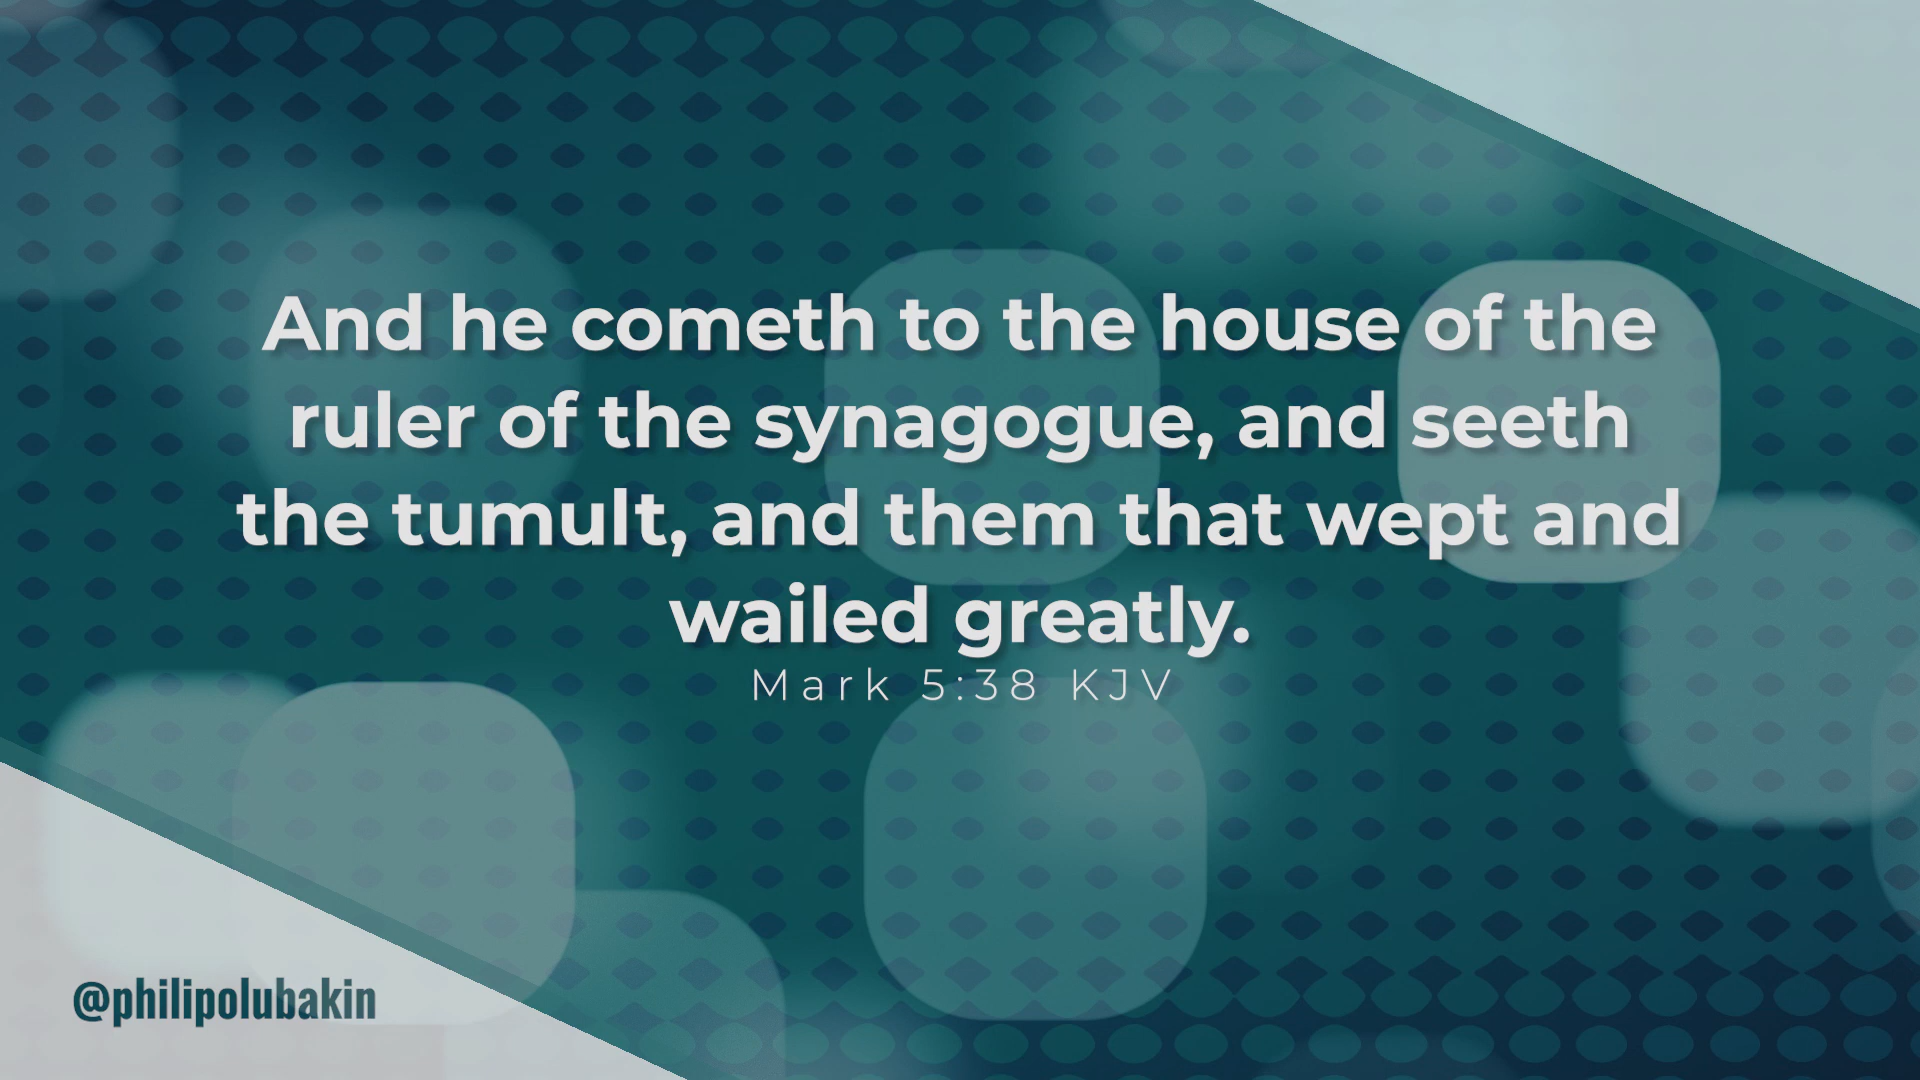 And he cometh to the house of the
ruler of the synagogue, and seeth
the tumult, and them that wept and
wailed greatly.
Mark 5:38 KJV
@philipolubakin